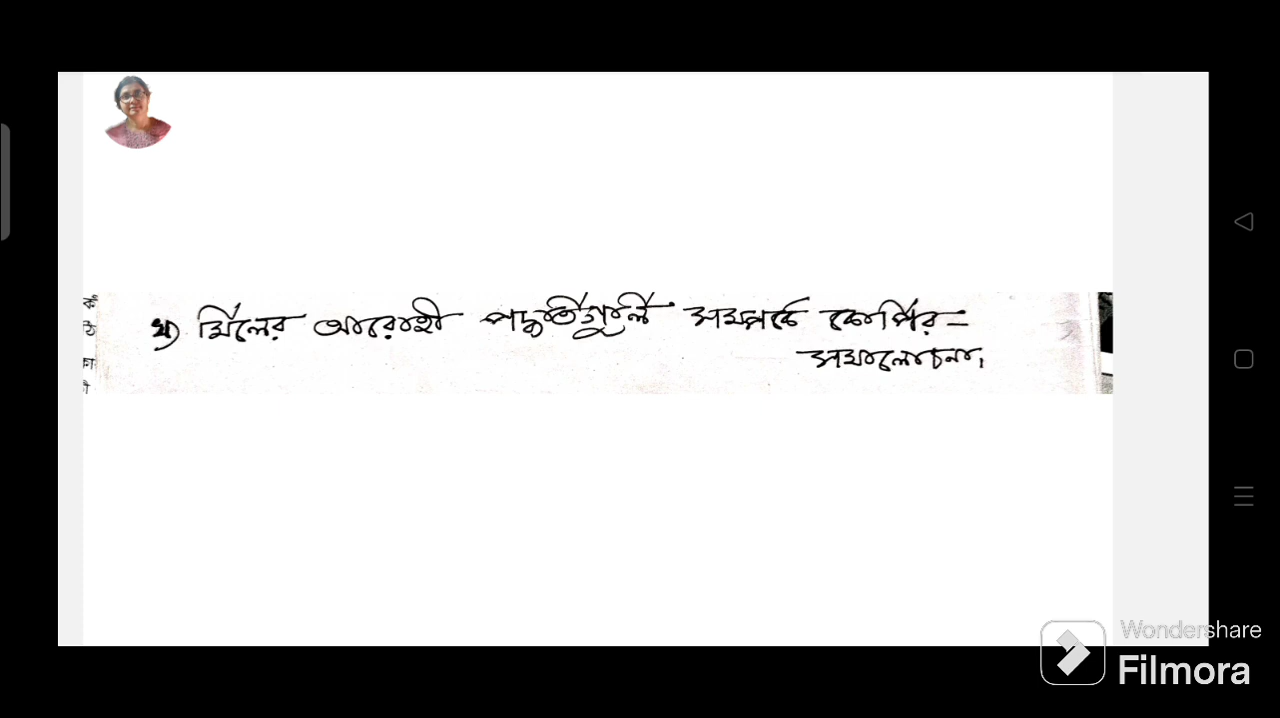 ক
ঠ
কা
খ) মিলের আরোহী পদ্ধতিগুলি সম্পর্কে কোপির=
সমালোচনা।
Wondershare
Filmora